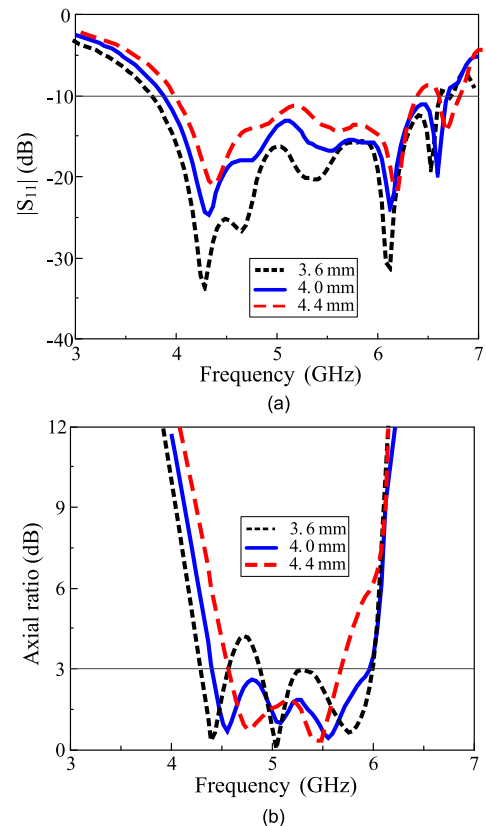 (a)
0
-10
-20
-30
-40
|S11| (dB)
3.6 mm
4.0 mm
4.4 mm
3 4 5 6 7
Frequency (GHz)
(a)
12
9
6
3
0
Axial ratio (dB)
3.6 mm
4.0 mm
4.4 mm
3 4 5 6 7
Frequency (GHz)
(b)